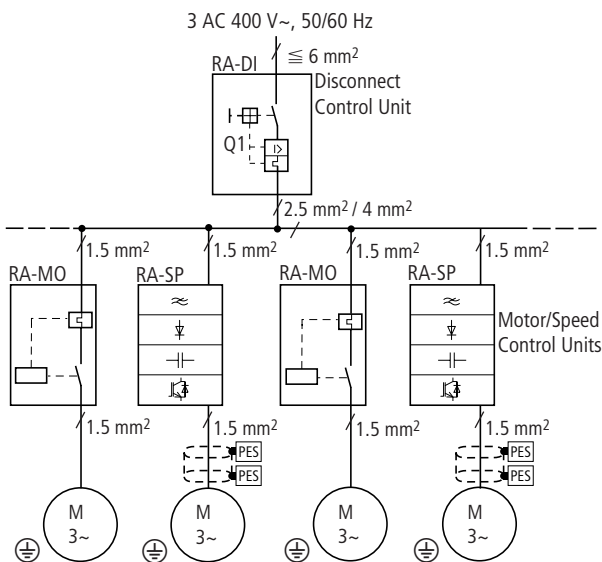 3 AC 400 V~, 50/60 Hz
≦ 6 mm²
RA-DI
Disconnect
Control Unit
Q1
I>
2.5 mm² / 4 mm²
1.5 mm² 1.5 mm² 1.5 mm² 1.5 mm²
RA-MO RA-SP RA-MO RA-SP
Motor/Speed
Control Units
1.5 mm² 1.5 mm² 1.5 mm² 1.5 mm²
PES PES
PES PES
M M M M
3~ 3~ 3~ 3~